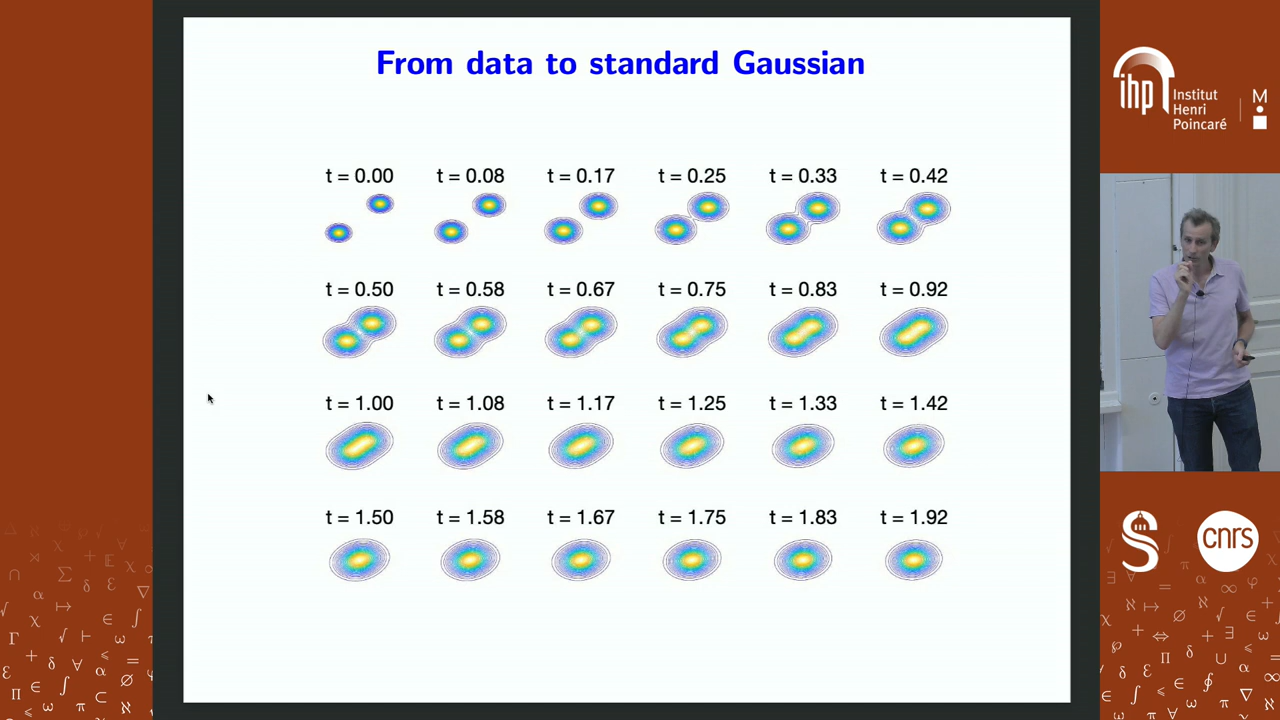 From data to standard Gaussian
t = 0.00 t = 0.08 t = 0.17 t = 0.25 t = 0.33 t = 0.42
t = 0.50 t = 0.58 t = 0.67 t = 0.75 t = 0.83 t = 0.92
t = 1.00 t = 1.08 t = 1.17 t = 1.25 t = 1.33 t = 1.42
t = 1.50 t = 1.58 t = 1.67 t = 1.75 t = 1.83 t = 1.92
ihp
Institut
Henri
Poincaré
M
S
cnrs